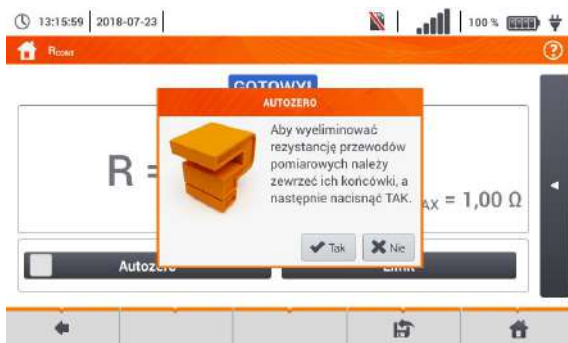 13:15:59 2018-07-23 100 %
RCONT
GOTOWY!
AUTOZERO
Aby wyeliminować
rezystancję przewodów
pomiarowych należy
zewrzeć ich końcówki, a
następnie nacisnąć TAK.
R =
AX = 1,00 Ω
Tak Nie
Autozero
Limit